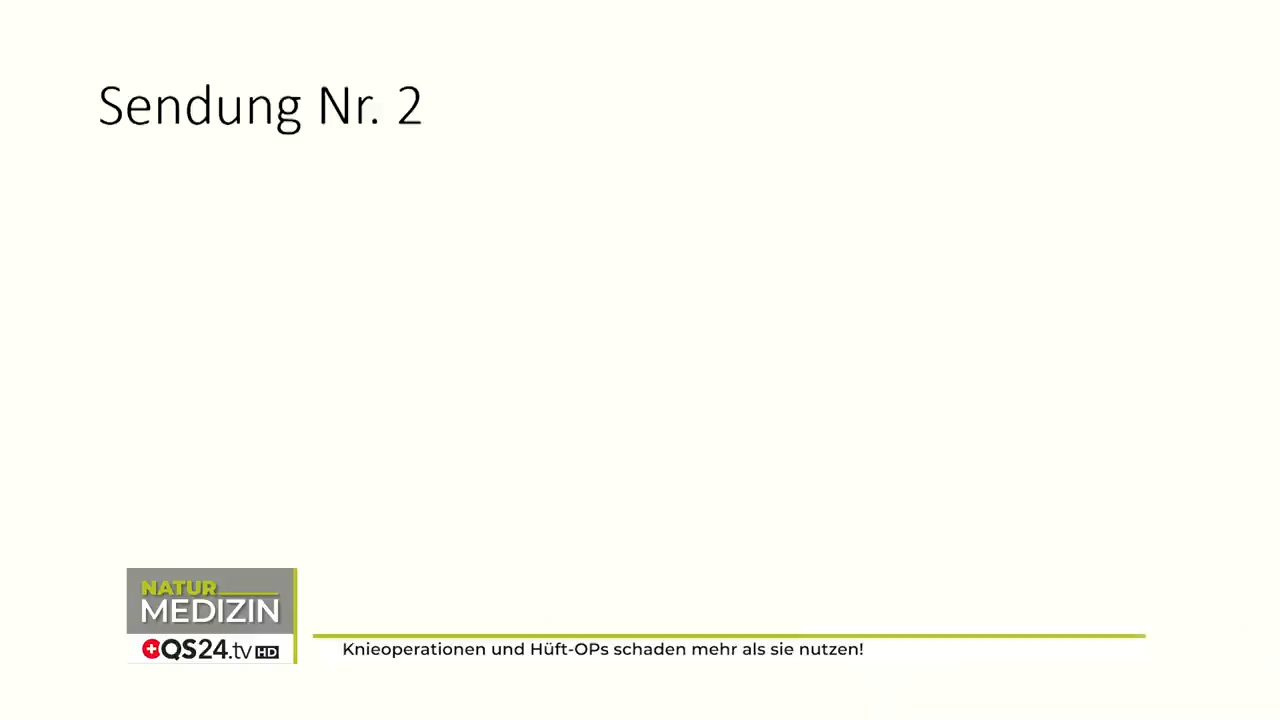 Sendung Nr. 2
NATUR
MEDIZIN
QS24.tv HD
Knieoperationen und Hüft-OPs schaden mehr als sie nutzen!